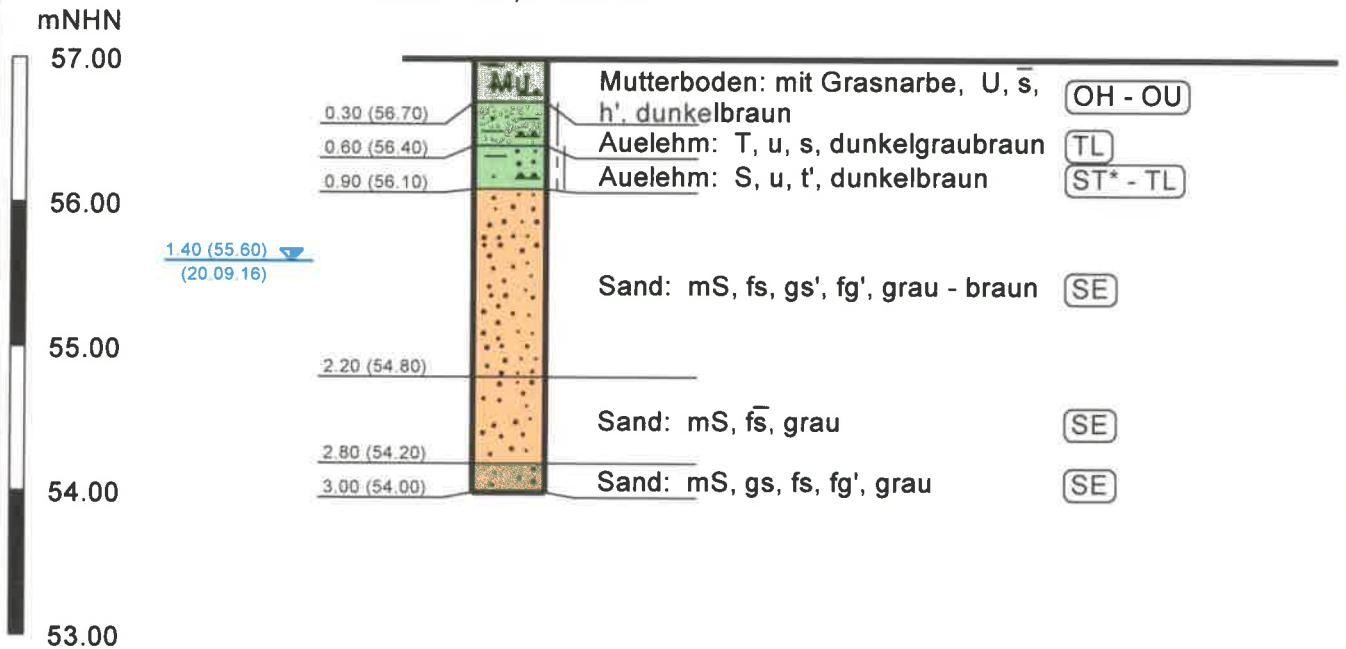 mNHN
57.00
MU
Mutterboden: mit Grasnarbe, U, s̅,
h', dunkelbraun
OH - OU
0.30 (56.70)
Auelehm: T, u, s, dunkelgraubraun
TL
0.60 (56.40)
Auelehm: S, u, t', dunkelbraun
ST* - TL
0.90 (56.10)
56.00
1.40 (55.60)
(20.09.16)
Sand: mS, fs, gs', fg', grau - braun
SE
55.00
2.20 (54.80)
Sand: mS, fs̅, grau
SE
2.80 (54.20)
Sand: mS, gs, fs, fg', grau
SE
3.00 (54.00)
54.00
53.00